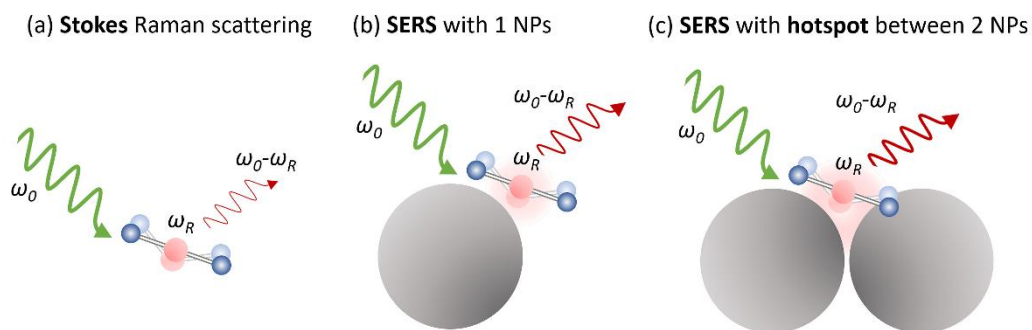 (a) Stokes Raman scattering
(b) SERS with 1 NPs
(c) SERS with hotspot between 2 NPs
ω0
ωR
ω0-ωR
ω0
ωR
ω0-ωR
ω0
ωR
ω0-ωR